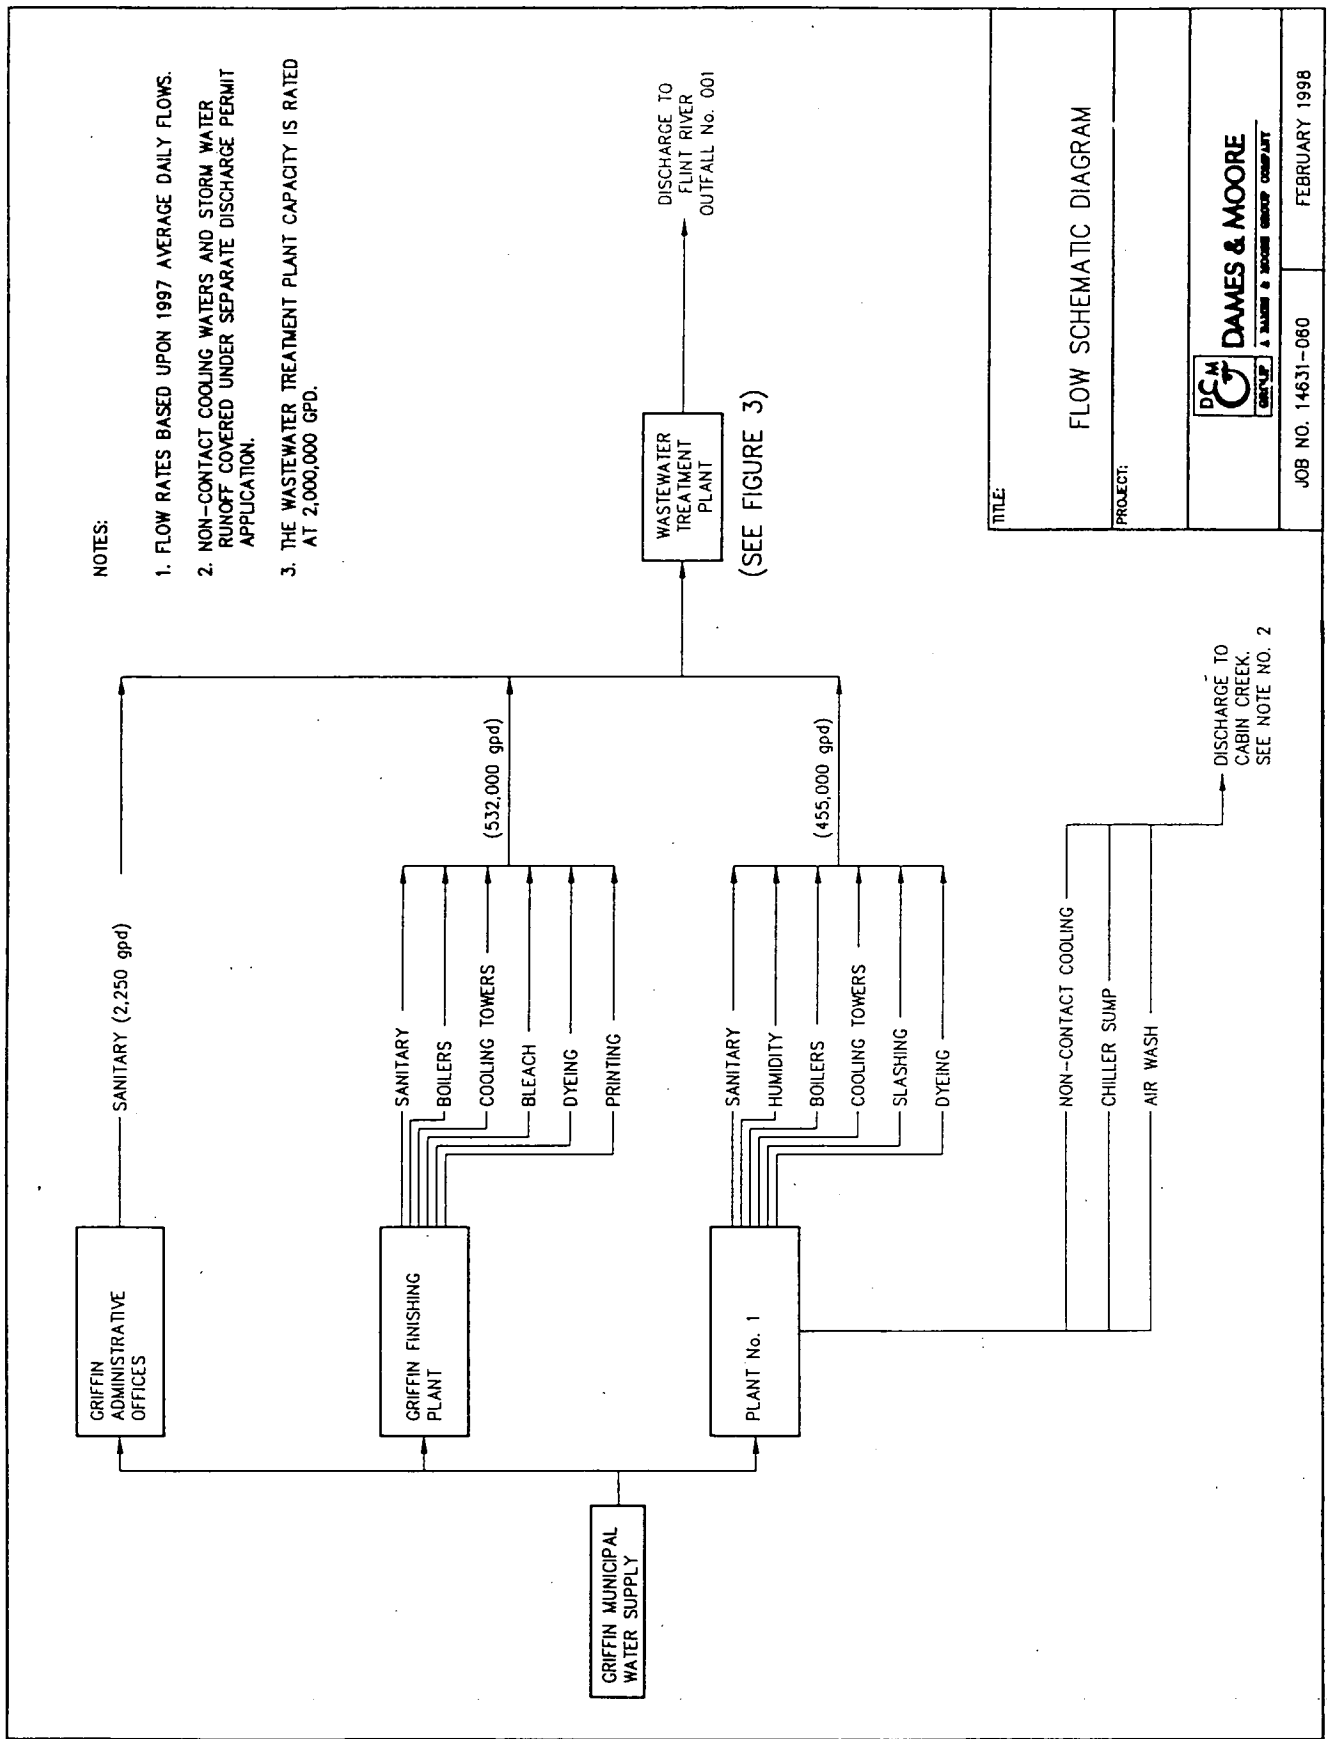 NOTES:
1. FLOW RATES BASED UPON 1997 AVERAGE DAILY FLOWS.
2. NON-CONTACT COOLING WATERS AND STORM WATER
RUNOFF COVERED UNDER SEPARATE DISCHARGE PERMIT
APPLICATION.
3. THE WASTEWATER TREATMENT PLANT CAPACITY IS RATED
AT 2,000,000 GPD.
GRIFFIN MUNICIPAL
WATER SUPPLY
GRIFFIN
ADMINISTRATIVE
OFFICES
SANITARY (2,250 gpd)
GRIFFIN FINISHING
PLANT
SANITARY
BOILERS
COOLING TOWERS
BLEACH
DYEING
PRINTING
(532,000 gpd)
PLANT No. 1
SANITARY
HUMIDITY
BOILERS
COOLING TOWERS
SLASHING
DYEING
(455,000 gpd)
NON-CONTACT COOLING
CHILLER SUMP
AIR WASH
DISCHARGE TO
CABIN CREEK.
SEE NOTE NO. 2
WASTEWATER
TREATMENT
PLANT
(SEE FIGURE 3)
DISCHARGE TO
FLINT RIVER
OUTFALL No. 001
TITLE:
FLOW SCHEMATIC DIAGRAM
PROJECT:
D&M
GROUP
DAMES & MOORE
A DAMES & MOORE GROUP COMPANY
JOB NO. 14631-060
FEBRUARY 1998